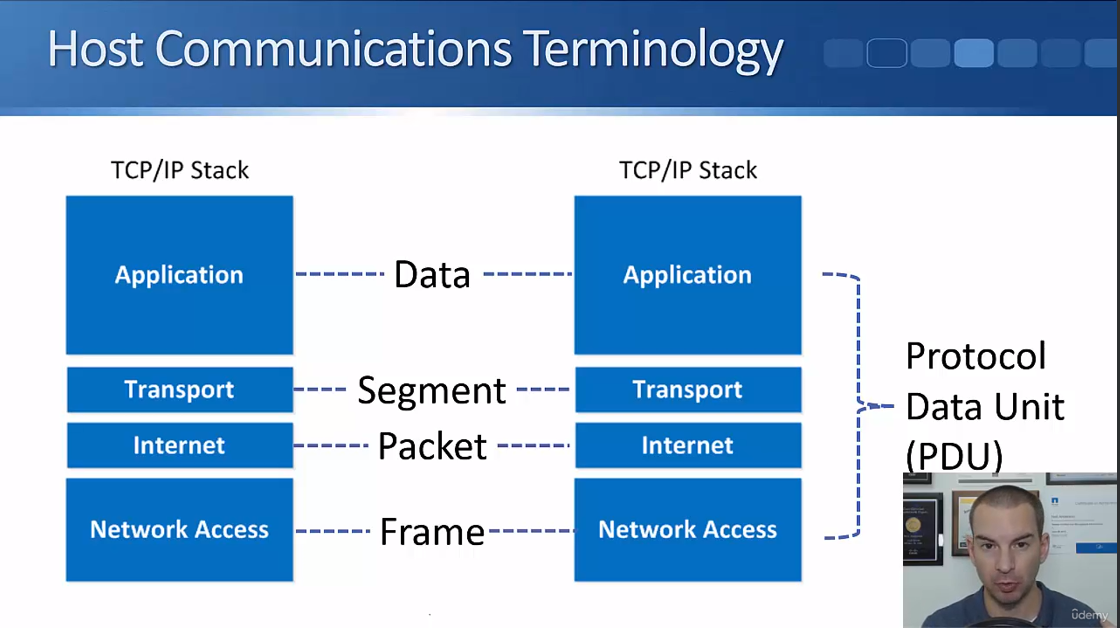 Host Communications Terminology
TCP/IP Stack
TCP/IP Stack
Application
Data
Application
Transport
Segment
Transport
Internet
Packet
Internet
Network Access
Frame
Network Access
Protocol
Data Unit
(PDU)
ûdemy